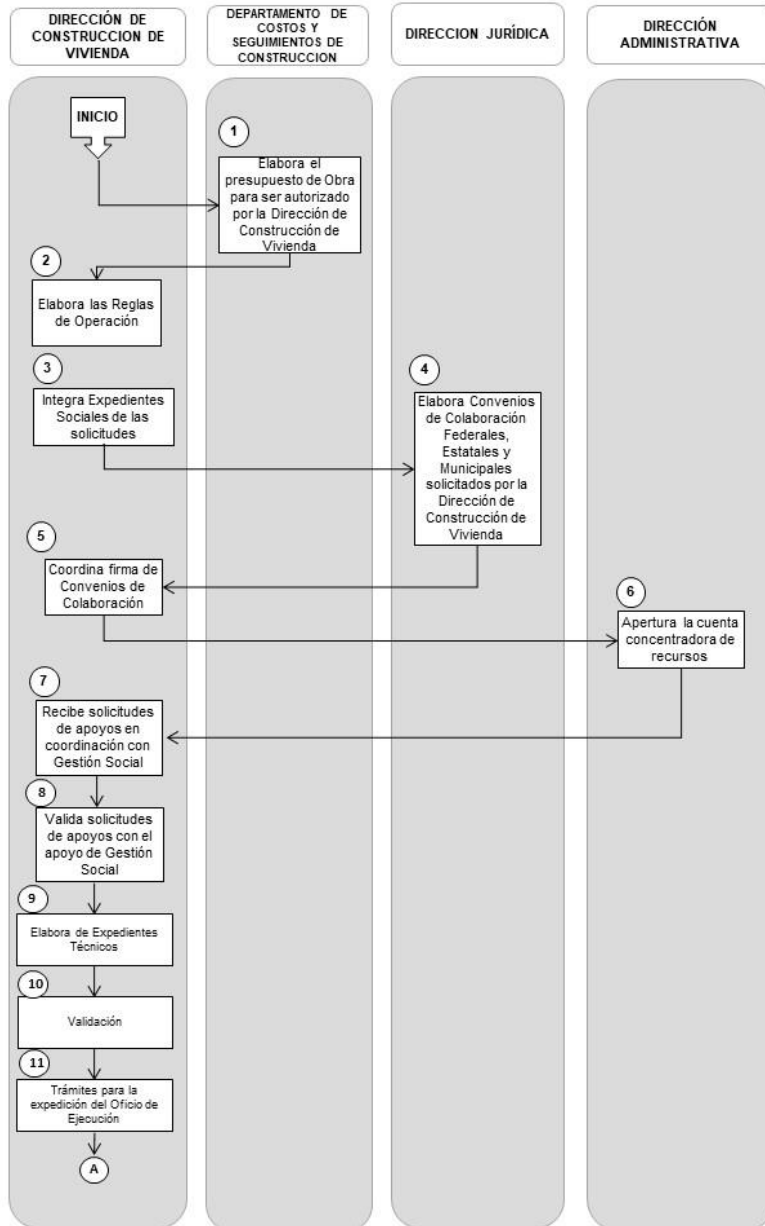 DIRECCIÓN DE
CONSTRUCCION DE
VIVIENDA
DEPARTAMENTO DE
COSTOS Y
SEGUIMIENTOS DE
CONSTRUCCION
DIRECCION JURÍDICA
DIRECCIÓN
ADMINISTRATIVA
INICIO
1
Elabora el
presupuesto de Obra
para ser autorizado
por la Dirección de
Construcción de
Vivienda
2
Elabora las Reglas
de Operación
3
Integra Expedientes
Sociales de las
solicitudes
4
Elabora Convenios
de Colaboración
Federales,
Estatales y
Municipales
solicitados por la
Dirección de
Construcción de
Vivienda
5
Coordina firma de
Convenios de
Colaboración
6
Apertura la cuenta
concentradora de
recursos
7
Recibe solicitudes
de apoyos en
coordinación con
Gestión Social
8
Valida solicitudes
de apoyos con el
apoyo de Gestión
Social
9
Elabora de Expedientes
Técnicos
10
Validación
11
Trámites para la
expedición del Oficio de
Ejecución
A